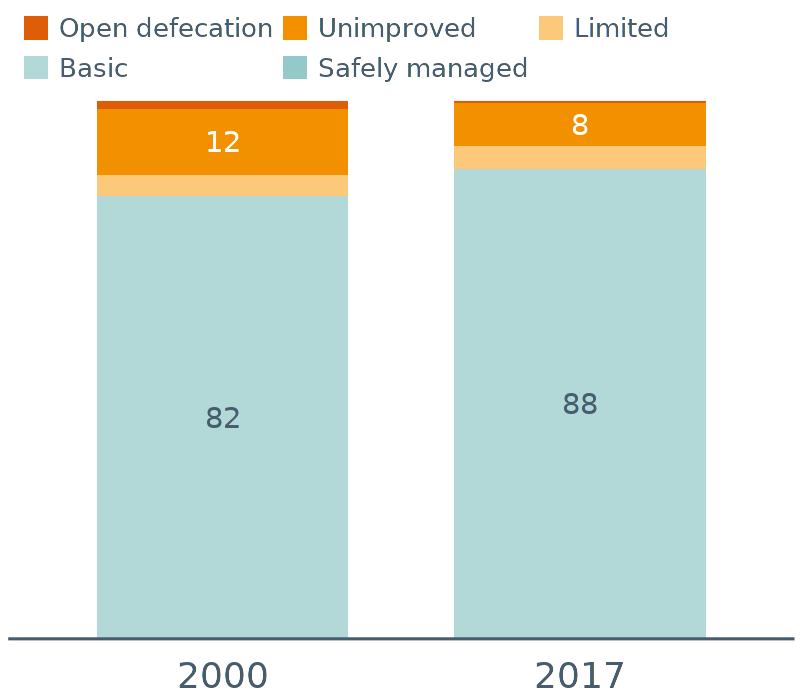 Open defecation Unimproved Limited
Basic Safely managed
12 8
82 88
2000 2017